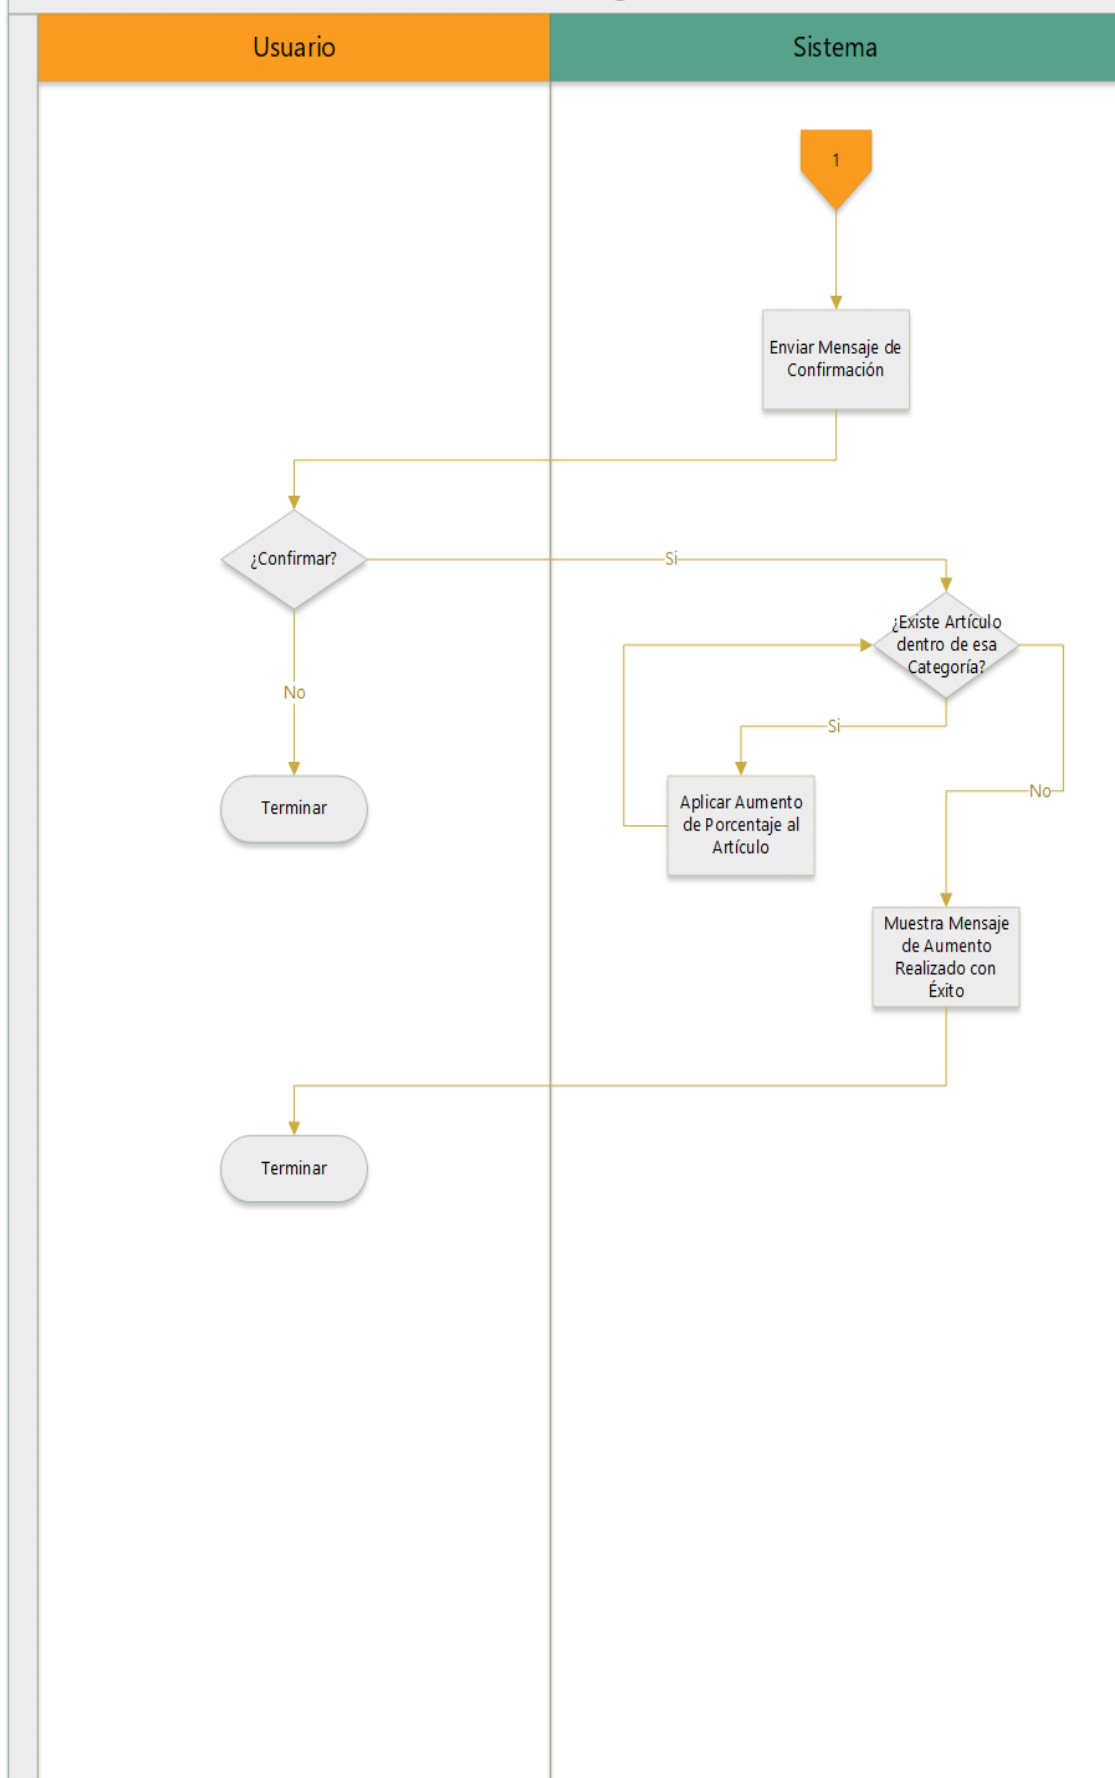 Usuario
Sistema
1
Enviar Mensaje de
Confirmación
¿Confirmar?
Si
¿Existe Artículo
dentro de esa
Categoría?
No
Si
Terminar
Aplicar Aumento
de Porcentaje al
Artículo
No
Muestra Mensaje
de Aumento
Realizado con
Éxito
Terminar